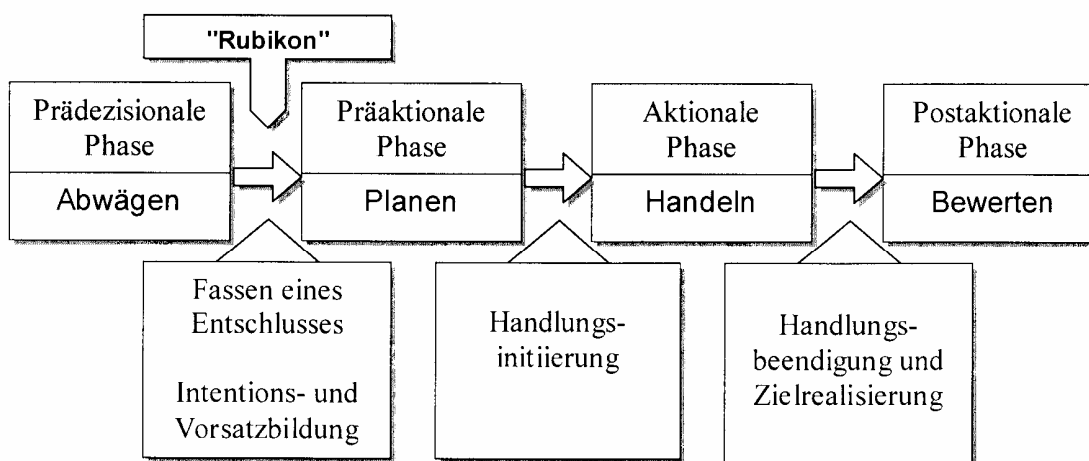 "Rubikon"
Prädezisionale
Phase
Abwägen
Präaktionale
Phase
Planen
Aktionale
Phase
Handeln
Postaktionale
Phase
Bewerten
Fassen eines
Entschlusses
Intentions- und
Vorsatzbildung
Handlungs-
initiierung
Handlungs-
beendigung und
Zielrealisierung